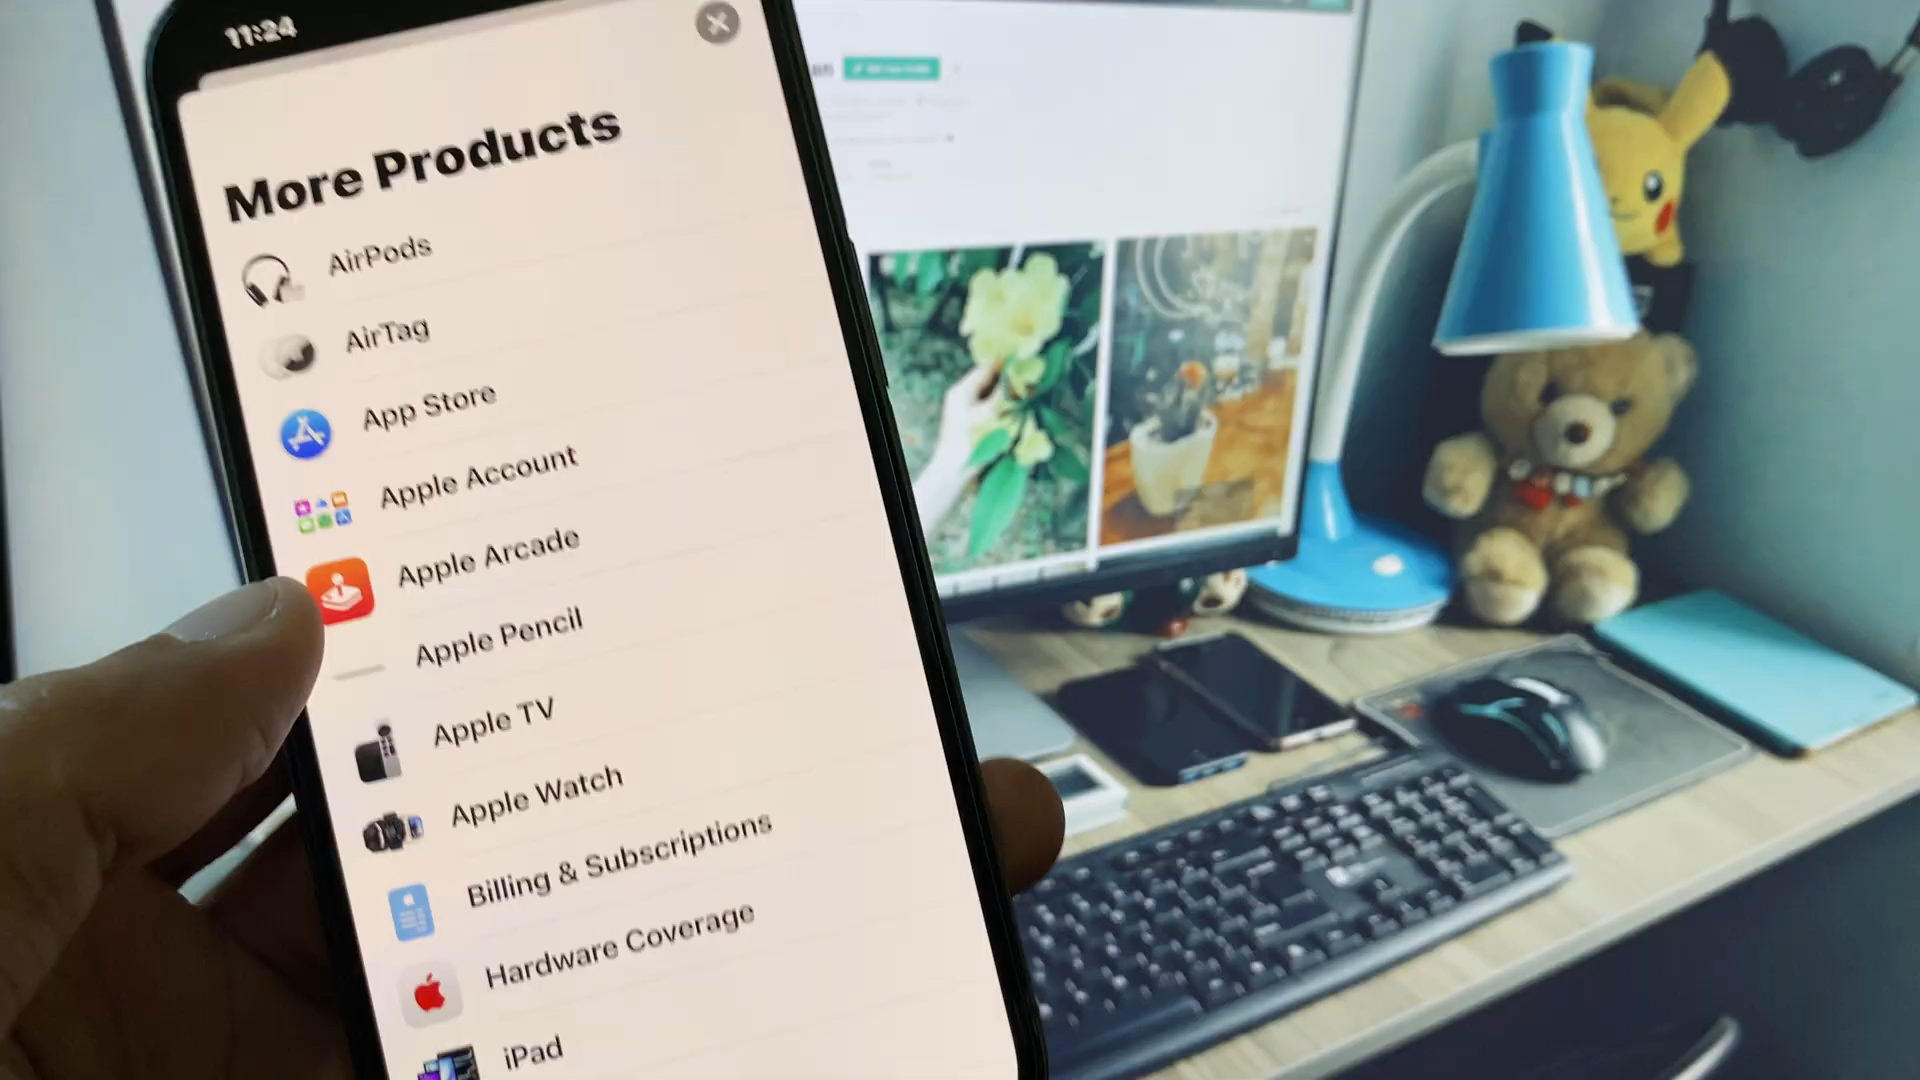 11:24
More Products
AirPods
AirTag
App Store
Apple Account
Apple Arcade
Apple Pencil
Apple TV
Apple Watch
Billing & Subscriptions
Hardware Coverage
iPad